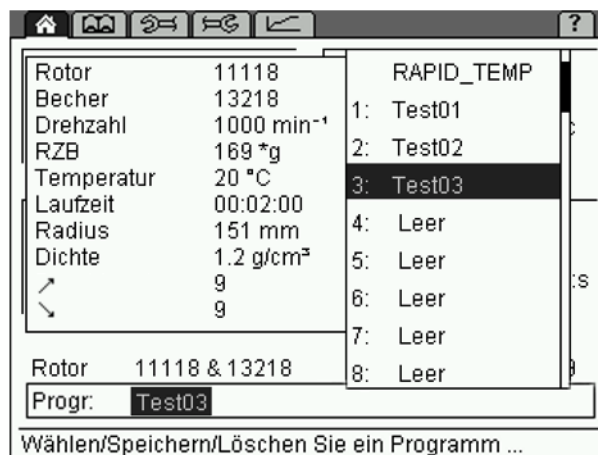 ?
Rotor 11118
Becher 13218
Drehzahl 1000 min⁻¹
RZB 169 *g
Temperatur 20 °C
Laufzeit 00:02:00
Radius 151 mm
Dichte 1.2 g/cm³
↗ 9
↘ 9
RAPID_TEMP
1: Test01
2: Test02
3: Test03
4: Leer
5: Leer
6: Leer
7: Leer
8: Leer
:s
Rotor 11118 & 13218
Progr: Test03
Wählen/Speichern/Löschen Sie ein Programm ...